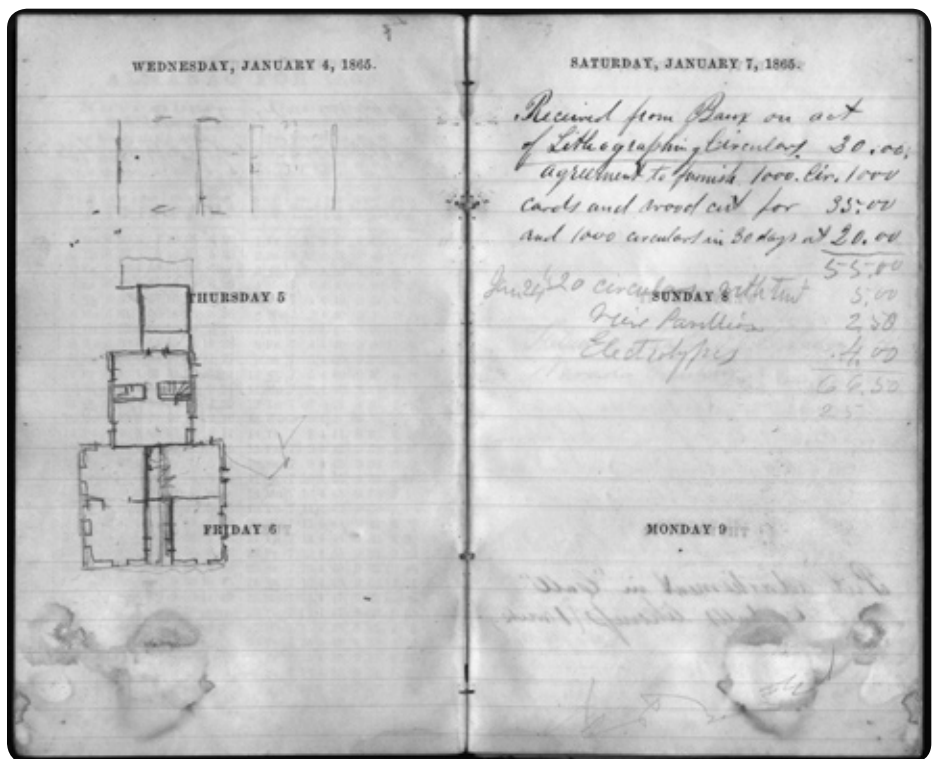 WEDNESDAY, JANUARY 4, 1865.
THURSDAY 5
FRIDAY 6
SATURDAY, JANUARY 7, 1865.
Received from on act
of Lithographing Circulars 30.00
agreement to furnish 1000 Cir. 1000
cards and wood cut for 35.00
and 1000 circulars in 30 days at 20.00
55.00
SUNDAY 8
circulars with tint 5,00
Pavillion 2,50
Electrotypes 4.00
66.50
25
MONDAY 9